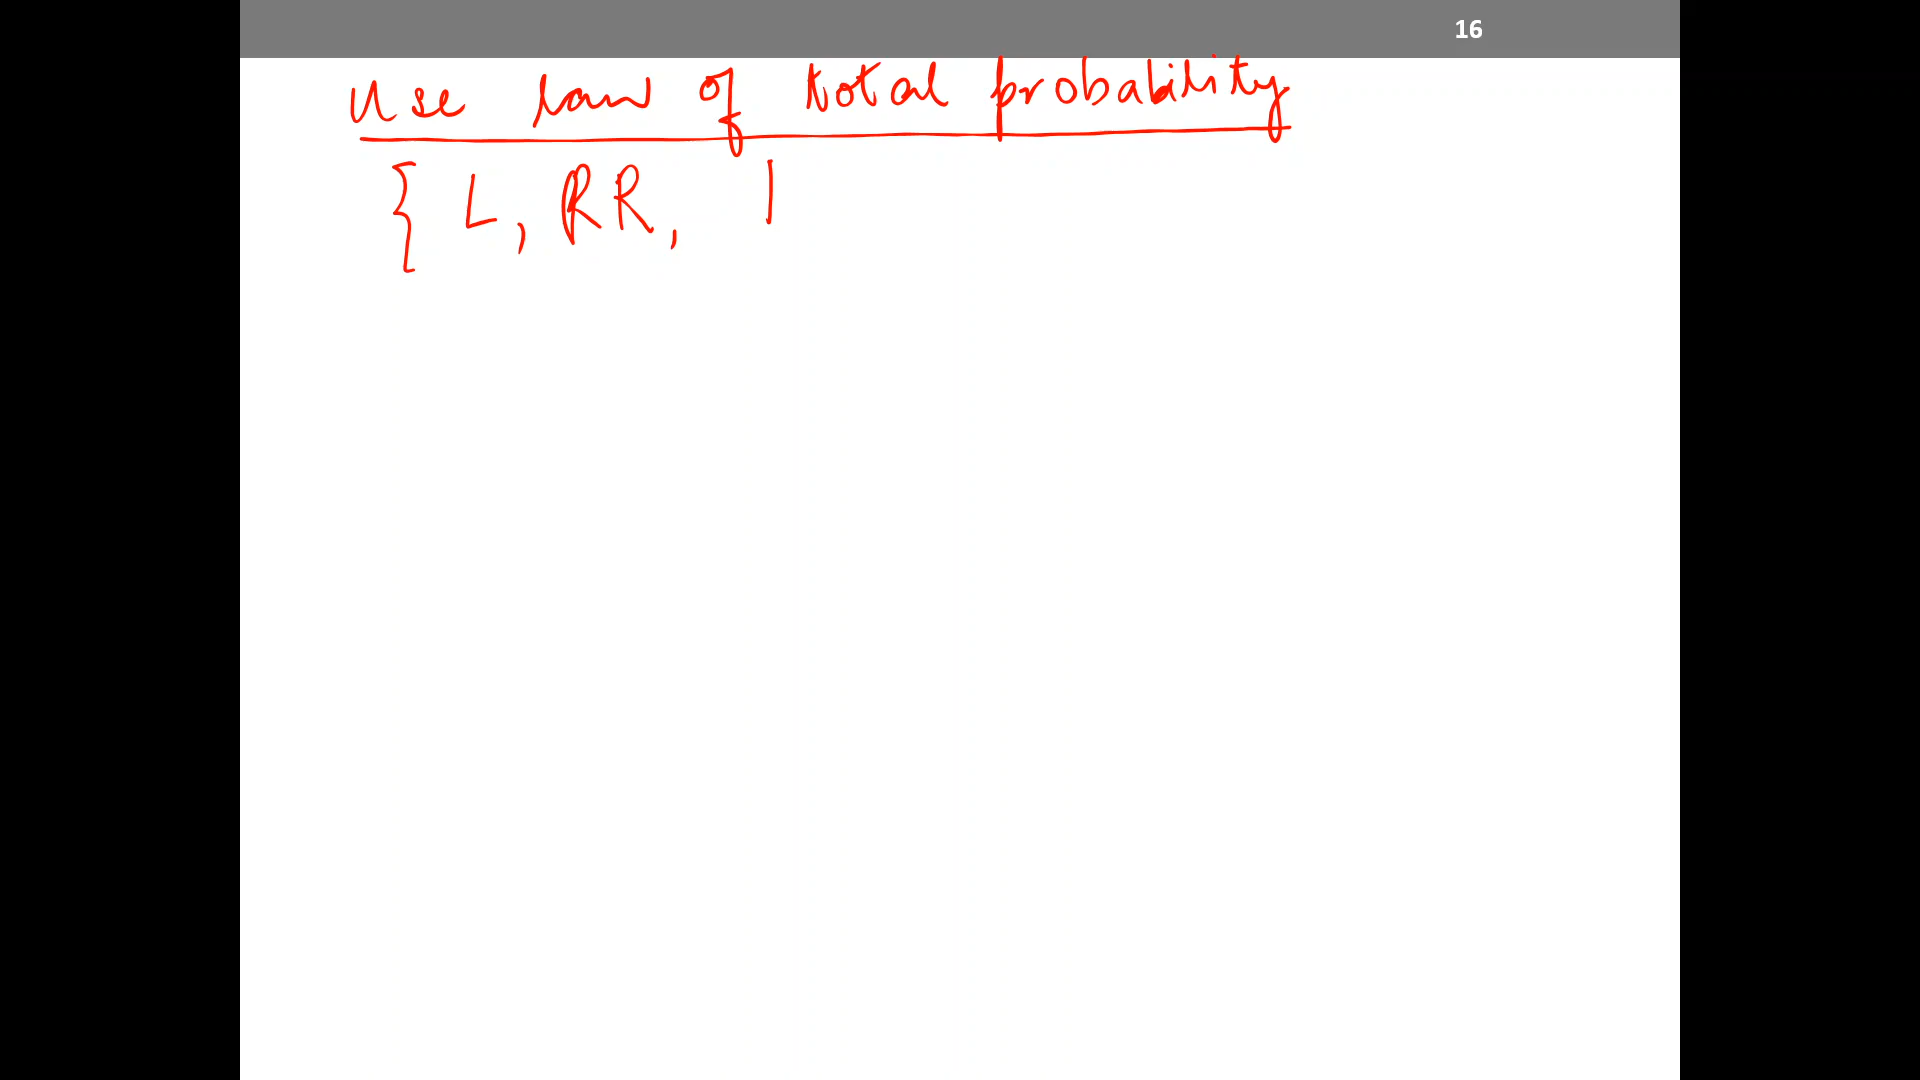 16
Use law of total probability
{ L, RR, |